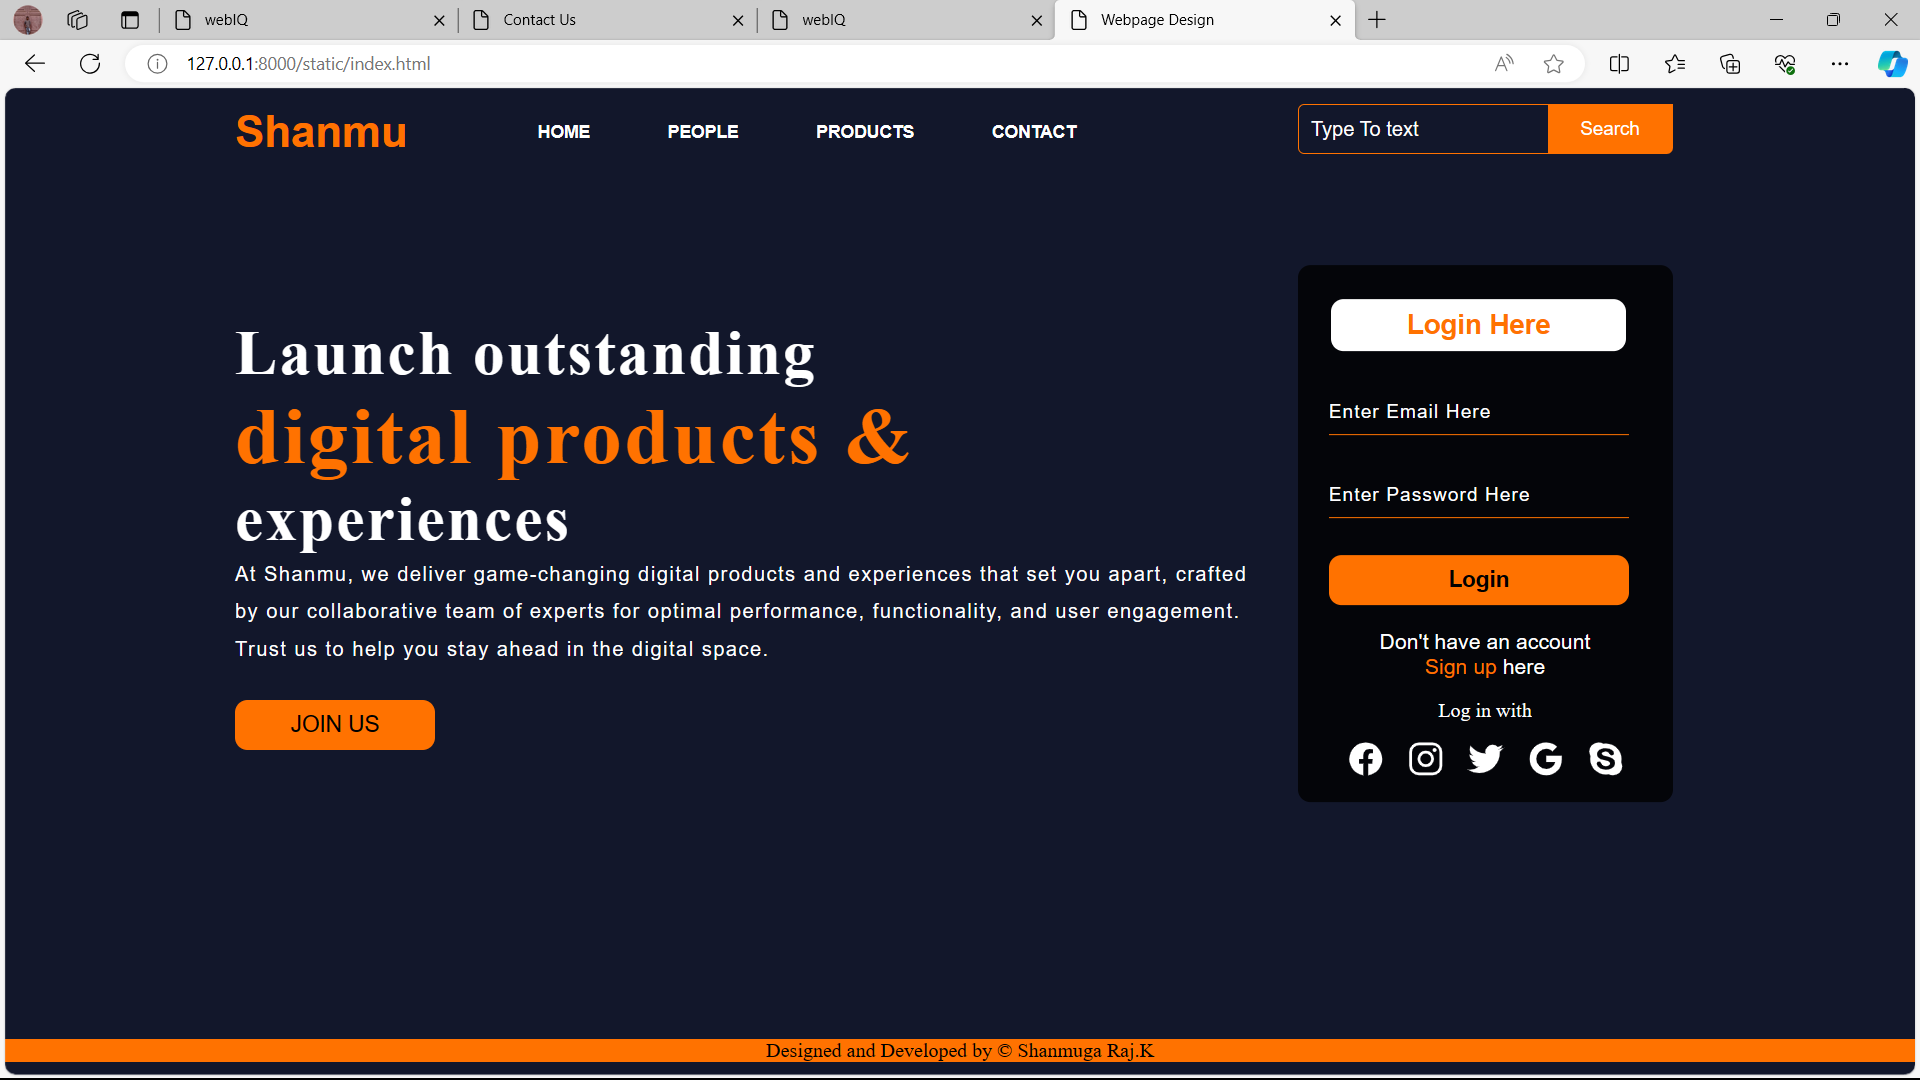 webIQ
Contact Us
webIQ
Webpage Design
127.0.0.1:8000/static/index.html
Shanmu
HOME
PEOPLE
PRODUCTS
CONTACT
Type To text
Search
Launch outstanding
digital products &
experiences
At Shanmu, we deliver game-changing digital products and experiences that set you apart, crafted
by our collaborative team of experts for optimal performance, functionality, and user engagement.
Trust us to help you stay ahead in the digital space.
JOIN US
Login Here
Enter Email Here
Enter Password Here
Login
Don't have an account
Sign up here
Log in with
Designed and Developed by © Shanmuga Raj.K